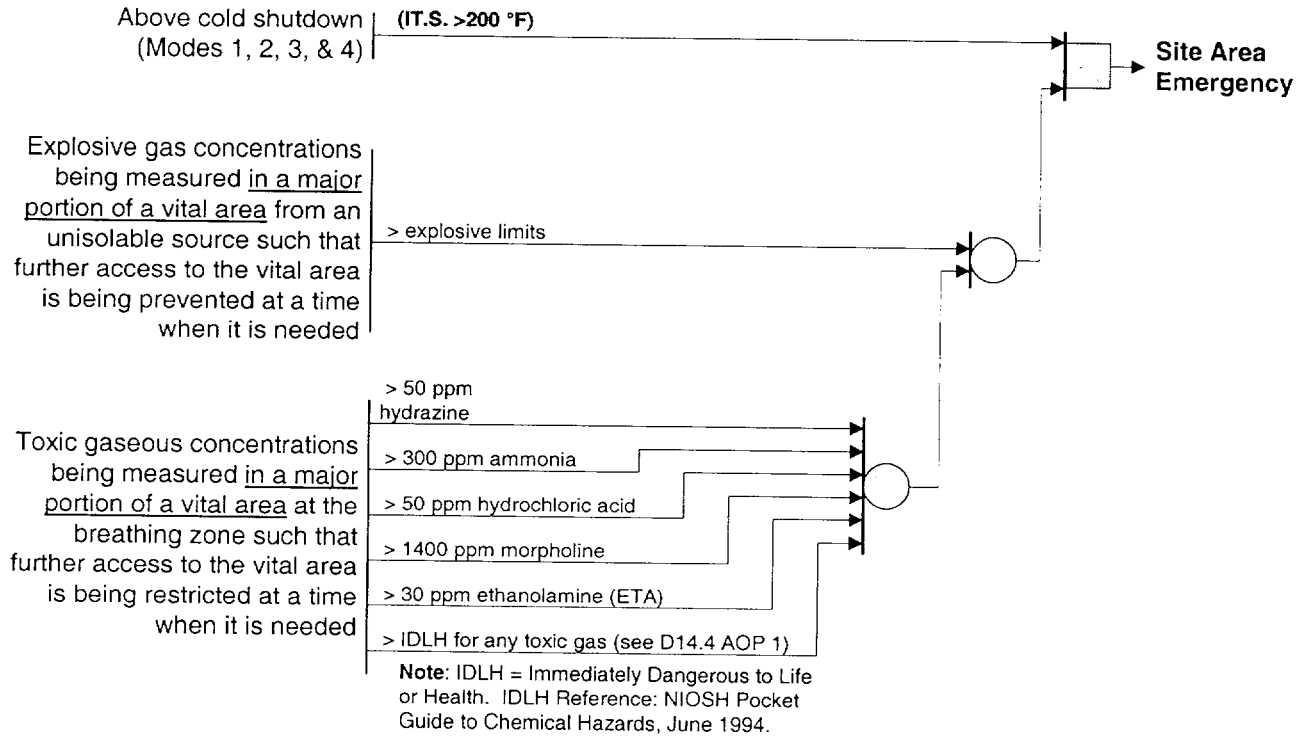 Above cold shutdown
(Modes 1, 2, 3, & 4)
(IT.S. >200 °F)
Site Area
Emergency
Explosive gas concentrations
being measured in a major
portion of a vital area from an
unisolable source such that
further access to the vital area
is being prevented at a time
when it is needed
> explosive limits
Toxic gaseous concentrations
being measured in a major
portion of a vital area at the
breathing zone such that
further access to the vital area
is being restricted at a time
when it is needed
> 50 ppm
hydrazine
> 300 ppm ammonia
> 50 ppm hydrochloric acid
> 1400 ppm morpholine
> 30 ppm ethanolamine (ETA)
> IDLH for any toxic gas (see D14.4 AOP 1)
Note: IDLH = Immediately Dangerous to Life
or Health. IDLH Reference: NIOSH Pocket
Guide to Chemical Hazards, June 1994.